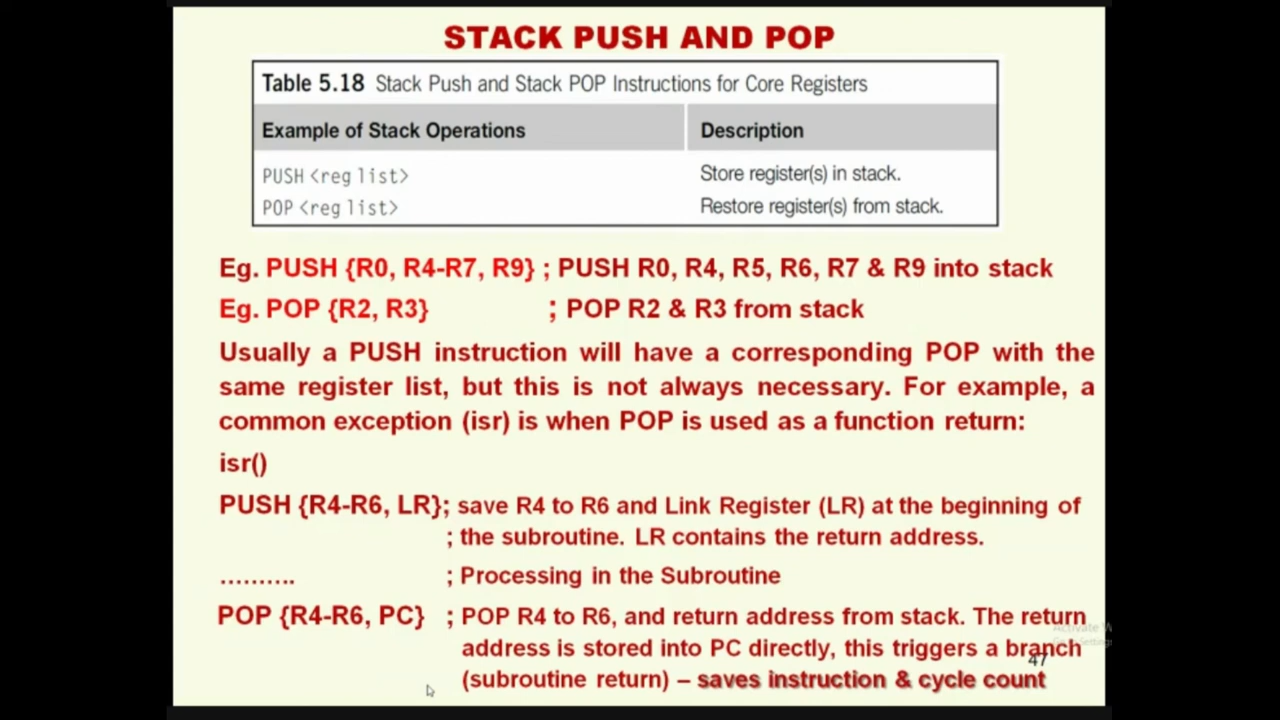 STACK PUSH AND POP
Table 5.18 Stack Push and Stack POP Instructions for Core Registers
Example of Stack Operations Description
PUSH <reg list> Store register(s) in stack.
POP <reg list> Restore register(s) from stack.
Eg. PUSH {R0, R4-R7, R9} ; PUSH R0, R4, R5, R6, R7 & R9 into stack
Eg. POP {R2, R3} ; POP R2 & R3 from stack
Usually a PUSH instruction will have a corresponding POP with the
same register list, but this is not always necessary. For example, a
common exception (isr) is when POP is used as a function return:
isr()
PUSH {R4-R6, LR}; save R4 to R6 and Link Register (LR) at the beginning of
; the subroutine. LR contains the return address.
………. ; Processing in the Subroutine
POP {R4-R6, PC} ; POP R4 to R6, and return address from stack. The return
address is stored into PC directly, this triggers a branch
(subroutine return) – saves instruction & cycle count
Activate W
47